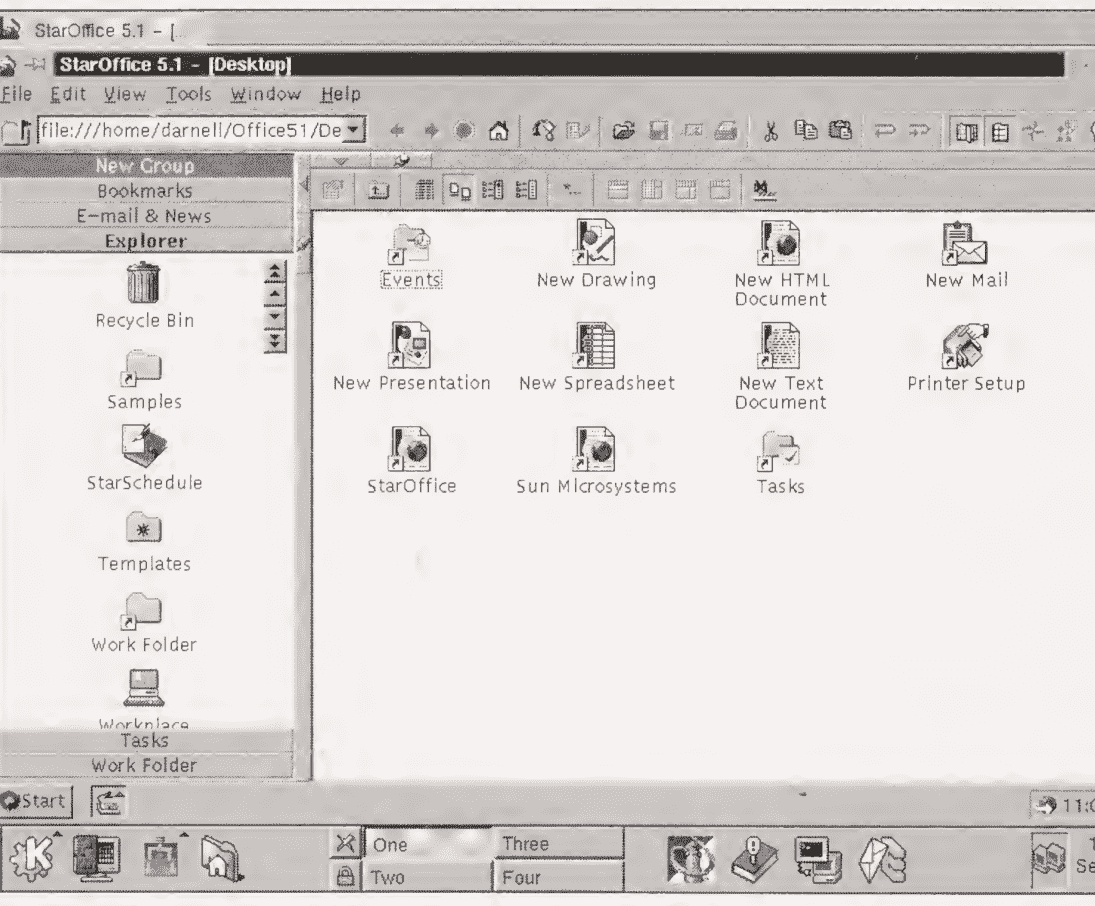 StarOffice 5.1 - [
StarOffice 5.1 - [Desktop]
File Edit View Tools Window Help
file:///home/darnell/Office51/De
New Group
Bookmarks
E-mail & News
Explorer
Recycle Bin
Samples
StarSchedule
Templates
Work Folder
Workplace
Tasks
Work Folder
Events
New Drawing
New HTML
Document
New Mail
New Presentation
New Spreadsheet
New Text
Document
Printer Setup
StarOffice
Sun Microsystems
Tasks
Start
11:0
One
Three
Two
Four
Se